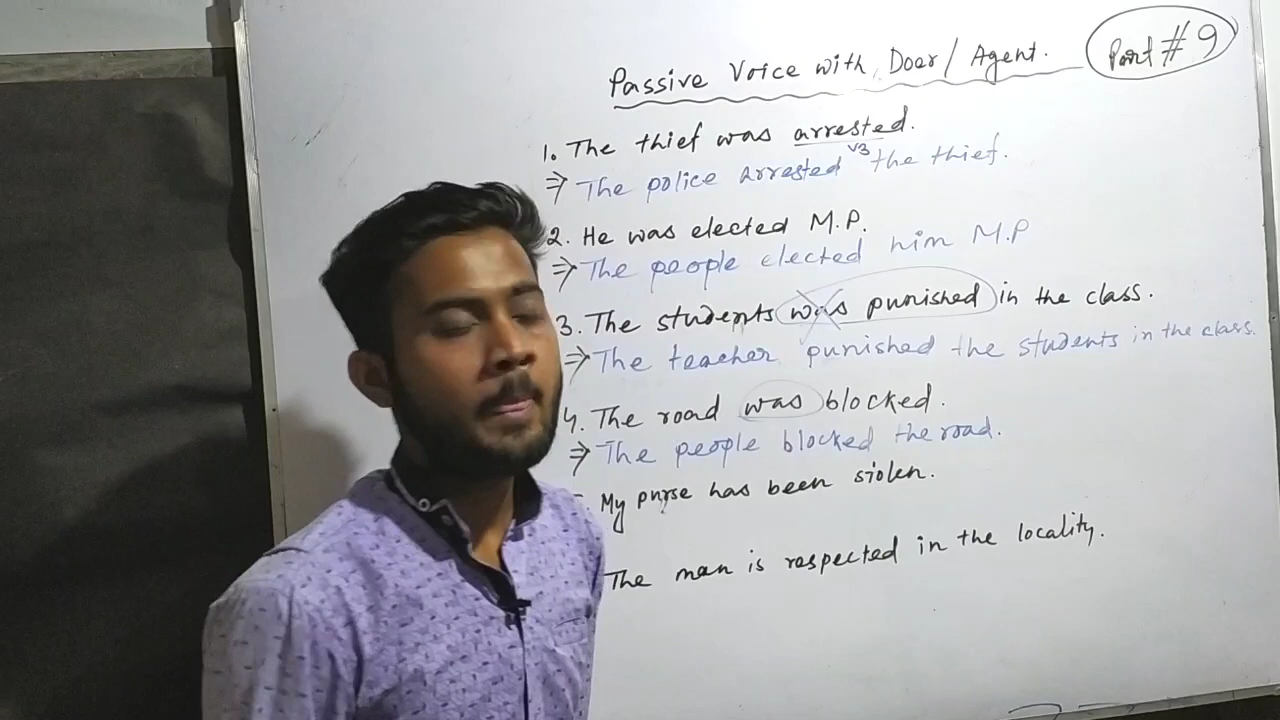 Passive Voice with Doer/Agent.
Part #9
1. The thief was arrested.
v3
⇒ The police arrested the thief.
2. He was elected M.P.
⇒ The people elected him M.P
3. The students was punished in the class.
⇒ The teacher punished the students in the class.
4. The road was blocked.
⇒ The people blocked the road.
My purse has been stolen.
The man is respected in the locality.